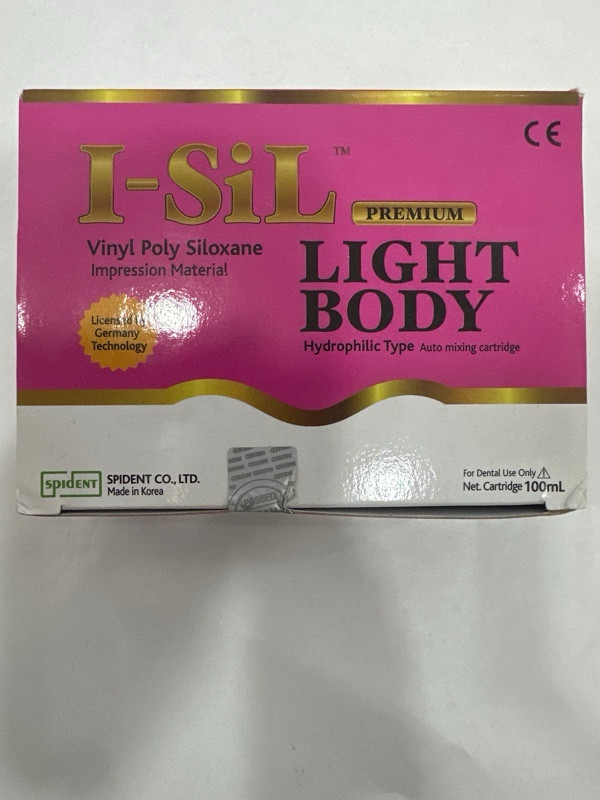 CE
I-SiL™
PREMIUM
Vinyl Poly Siloxane
Impression Material
LIGHT
BODY
Hydrophilic Type Auto mixing cartridge
Germany
Technology
SPIDENT
SPIDENT CO., LTD.
Made in Korea
PASSED
For Dental Use Only
Net. Cartridge 100mL